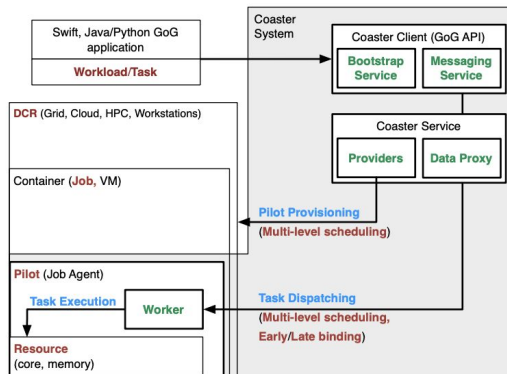 Swift, Java/Python GoG
application
Workload/Task
Coaster
System
Coaster Client (GoG API)
Bootstrap
Service
Messaging
Service
Coaster Service
Providers
Data Proxy
DCR (Grid, Cloud, HPC, Workstations)
Container (Job, VM)
Pilot Provisioning
(Multi-level scheduling)
Pilot (Job Agent)
Task Execution
Worker
Task Dispatching
(Multi-level scheduling,
Early/Late binding)
Resource
(core, memory)